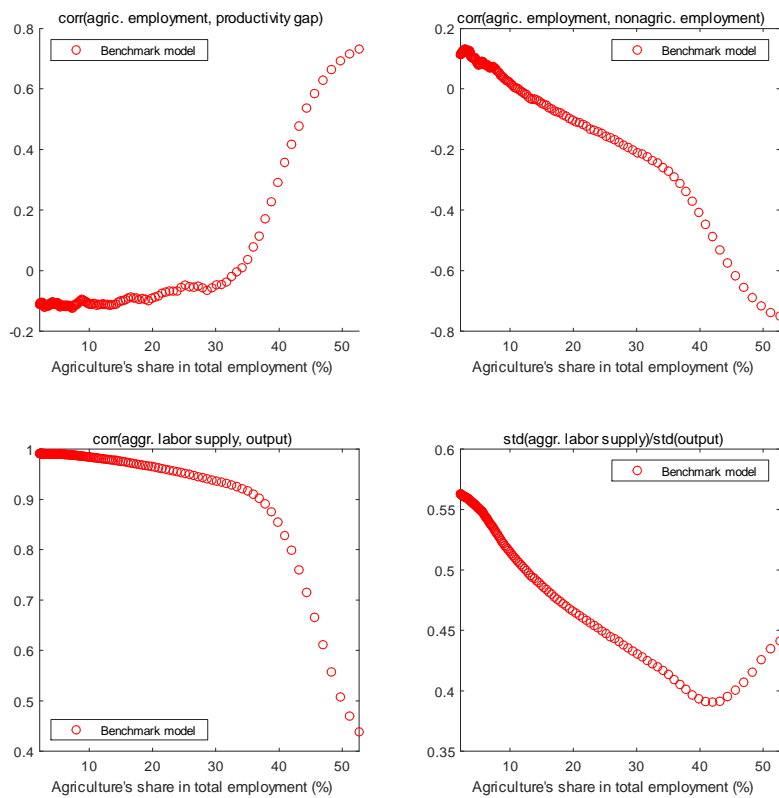 corr(agric. employment, productivity gap)
Benchmark model
0.8
0.6
0.4
0.2
0
-0.2
10 20 30 40 50
Agriculture's share in total employment (%)
corr(agric. employment, nonagric. employment)
Benchmark model
0.2
0
-0.2
-0.4
-0.6
-0.8
10 20 30 40 50
Agriculture's share in total employment (%)
corr(aggr. labor supply, output)
1
0.9
0.8
0.7
0.6
0.5
0.4
Benchmark model
10 20 30 40 50
Agriculture's share in total employment (%)
std(aggr. labor supply)/std(output)
Benchmark model
0.6
0.55
0.5
0.45
0.4
0.35
10 20 30 40 50
Agriculture's share in total employment (%)